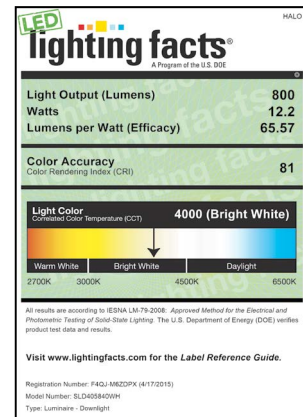 HALO
LED
lighting facts®
A Program of the U.S. DOE
Light Output (Lumens) 800
Watts 12.2
Lumens per Watt (Efficacy) 65.57
Color Accuracy
Color Rendering Index (CRI) 81
Light Color
Correlated Color Temperature (CCT) 4000 (Bright White)
Warm White Bright White Daylight
2700K 3000K 4500K 6500K
All results are according to IESNA LM-79-2008: Approved Method for the Electrical and
Photometric Testing of Solid-State Lighting. The U.S. Department of Energy (DOE) verifies
product test data and results.
Visit www.lightingfacts.com for the Label Reference Guide.
Registration Number: F4QJ-M6ZDPX (4/17/2015)
Model Number: SLD405840WH
Type: Luminaire - Downlight